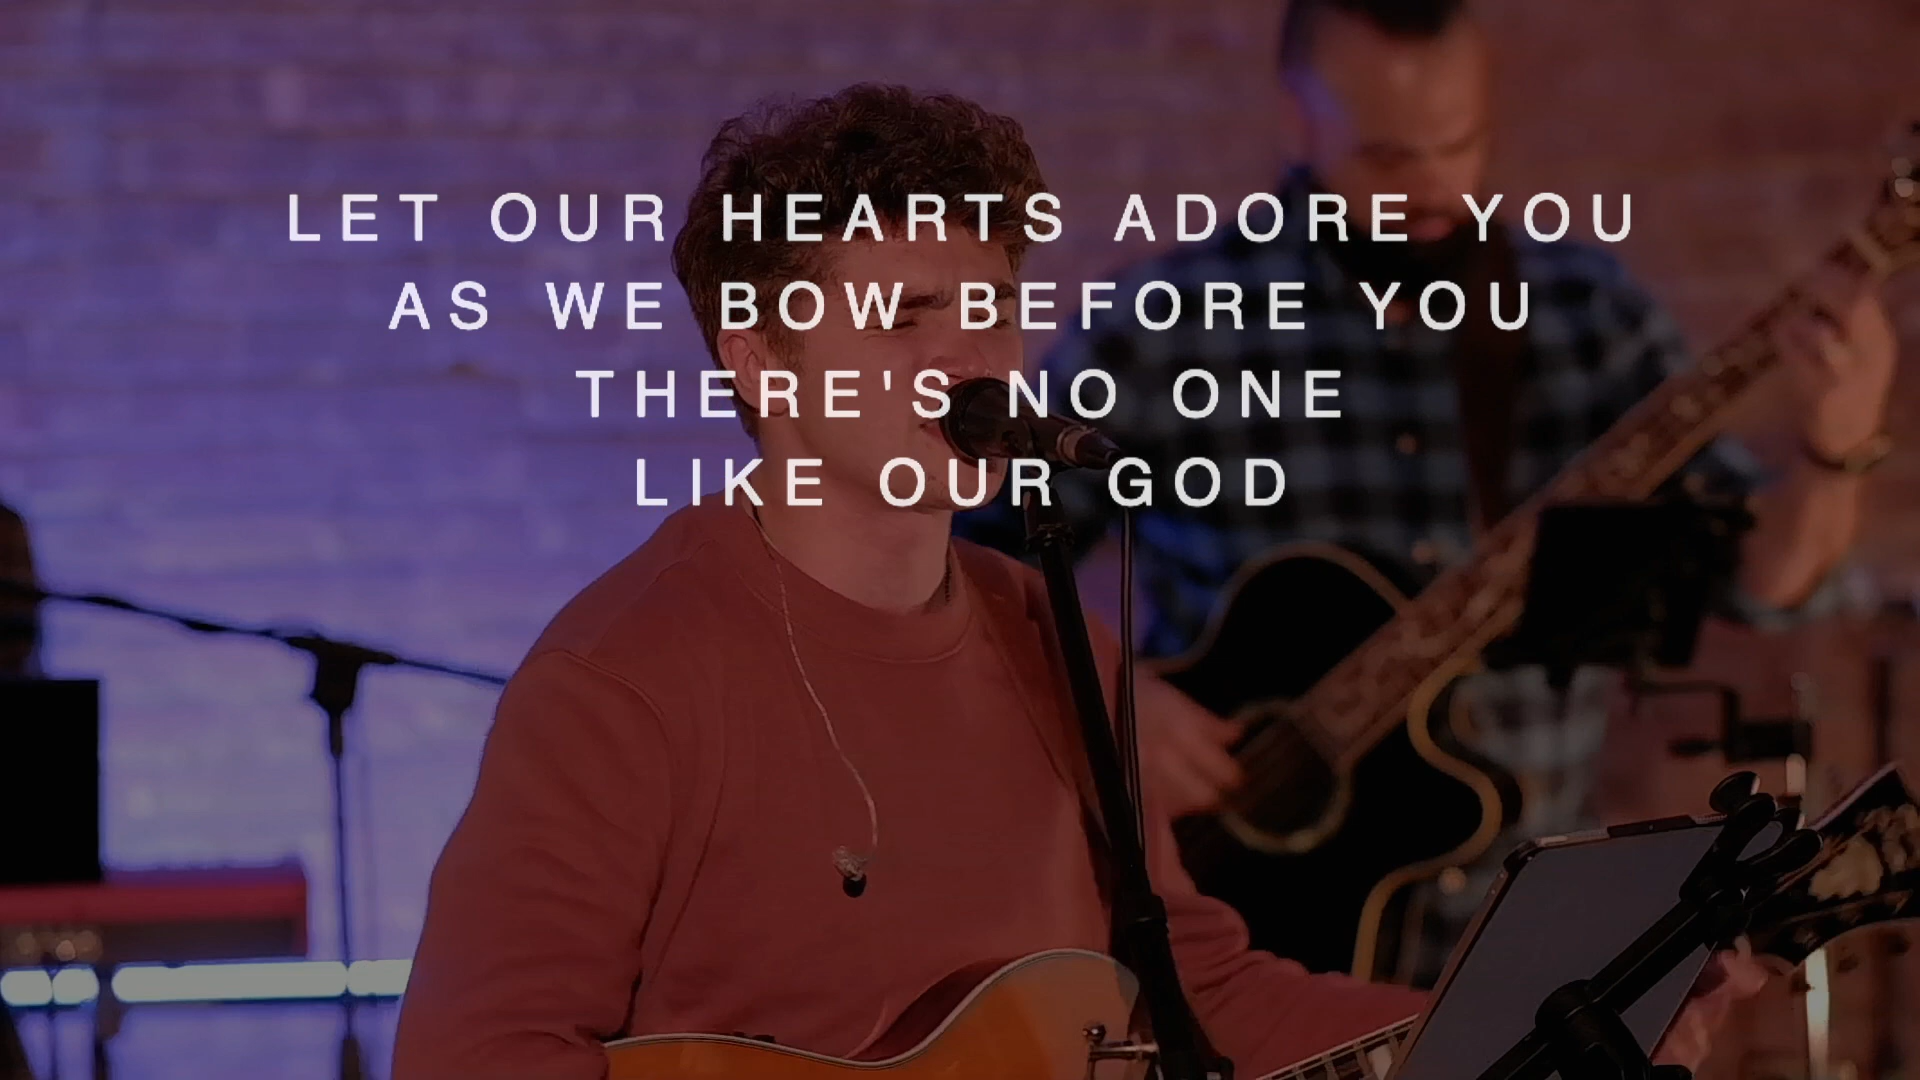 LET OUR HEARTS ADORE YOU
AS WE BOW BEFORE YOU
THERE'S NO ONE
LIKE OUR GOD